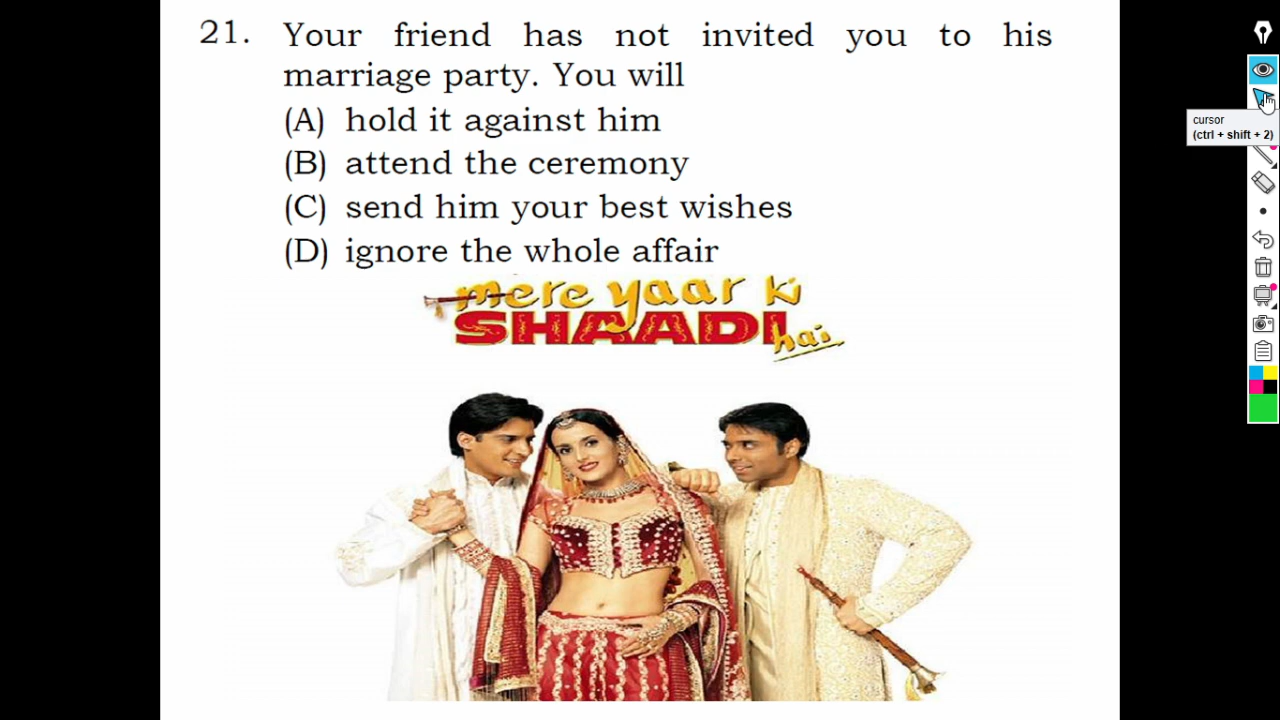 21. Your friend has not invited you to his
marriage party. You will
(A) hold it against him
(B) attend the ceremony
(C) send him your best wishes
(D) ignore the whole affair
mere yaar ki
SHAADI
hai
cursor
(ctrl + shift + 2)